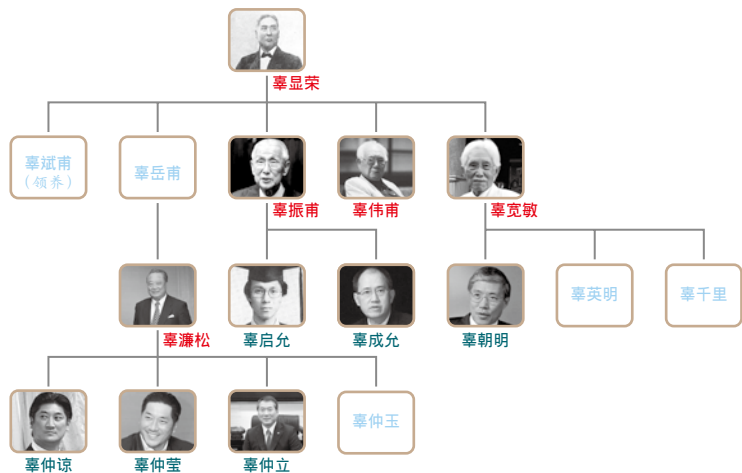 辜显荣
辜斌甫
（领养）
辜岳甫
辜振甫
辜伟甫
辜宽敏
辜濂松
辜启允
辜成允
辜朝明
辜英明
辜千里
辜仲谅
辜仲莹
辜仲立
辜仲玉